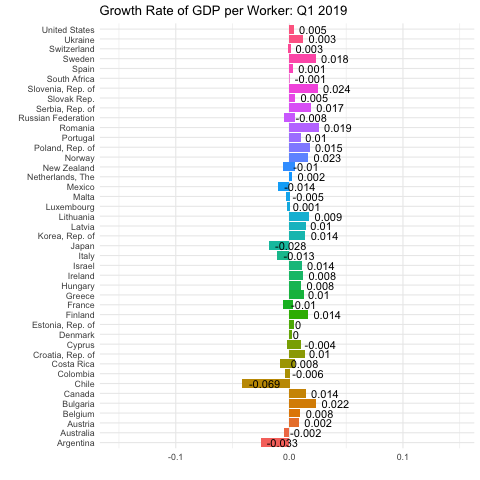 Growth Rate of GDP per Worker: Q1 2019
United States 0.005
Ukraine 0.003
Switzerland 0.003
Sweden 0.018
Spain 0.001
South Africa -0.001
Slovenia, Rep. of 0.024
Slovak Rep. 0.005
Serbia, Rep. of 0.017
Russian Federation -0.008
Romania 0.019
Portugal 0.01
Poland, Rep. of 0.015
Norway 0.023
New Zealand -0.01
Netherlands, The 0.002
Mexico -0.014
Malta -0.005
Luxembourg 0.001
Lithuania 0.009
Latvia 0.01
Korea, Rep. of 0.014
Japan -0.028
Italy -0.013
Israel 0.014
Ireland 0.008
Hungary 0.008
Greece 0.01
France -0.01
Finland 0.014
Estonia, Rep. of 0
Denmark 0
Cyprus -0.004
Croatia, Rep. of 0.01
Costa Rica 0.008
Colombia -0.006
Chile -0.069
Canada 0.014
Bulgaria 0.022
Belgium 0.008
Austria 0.002
Australia -0.002
Argentina -0.033
-0.1 0.0 0.1